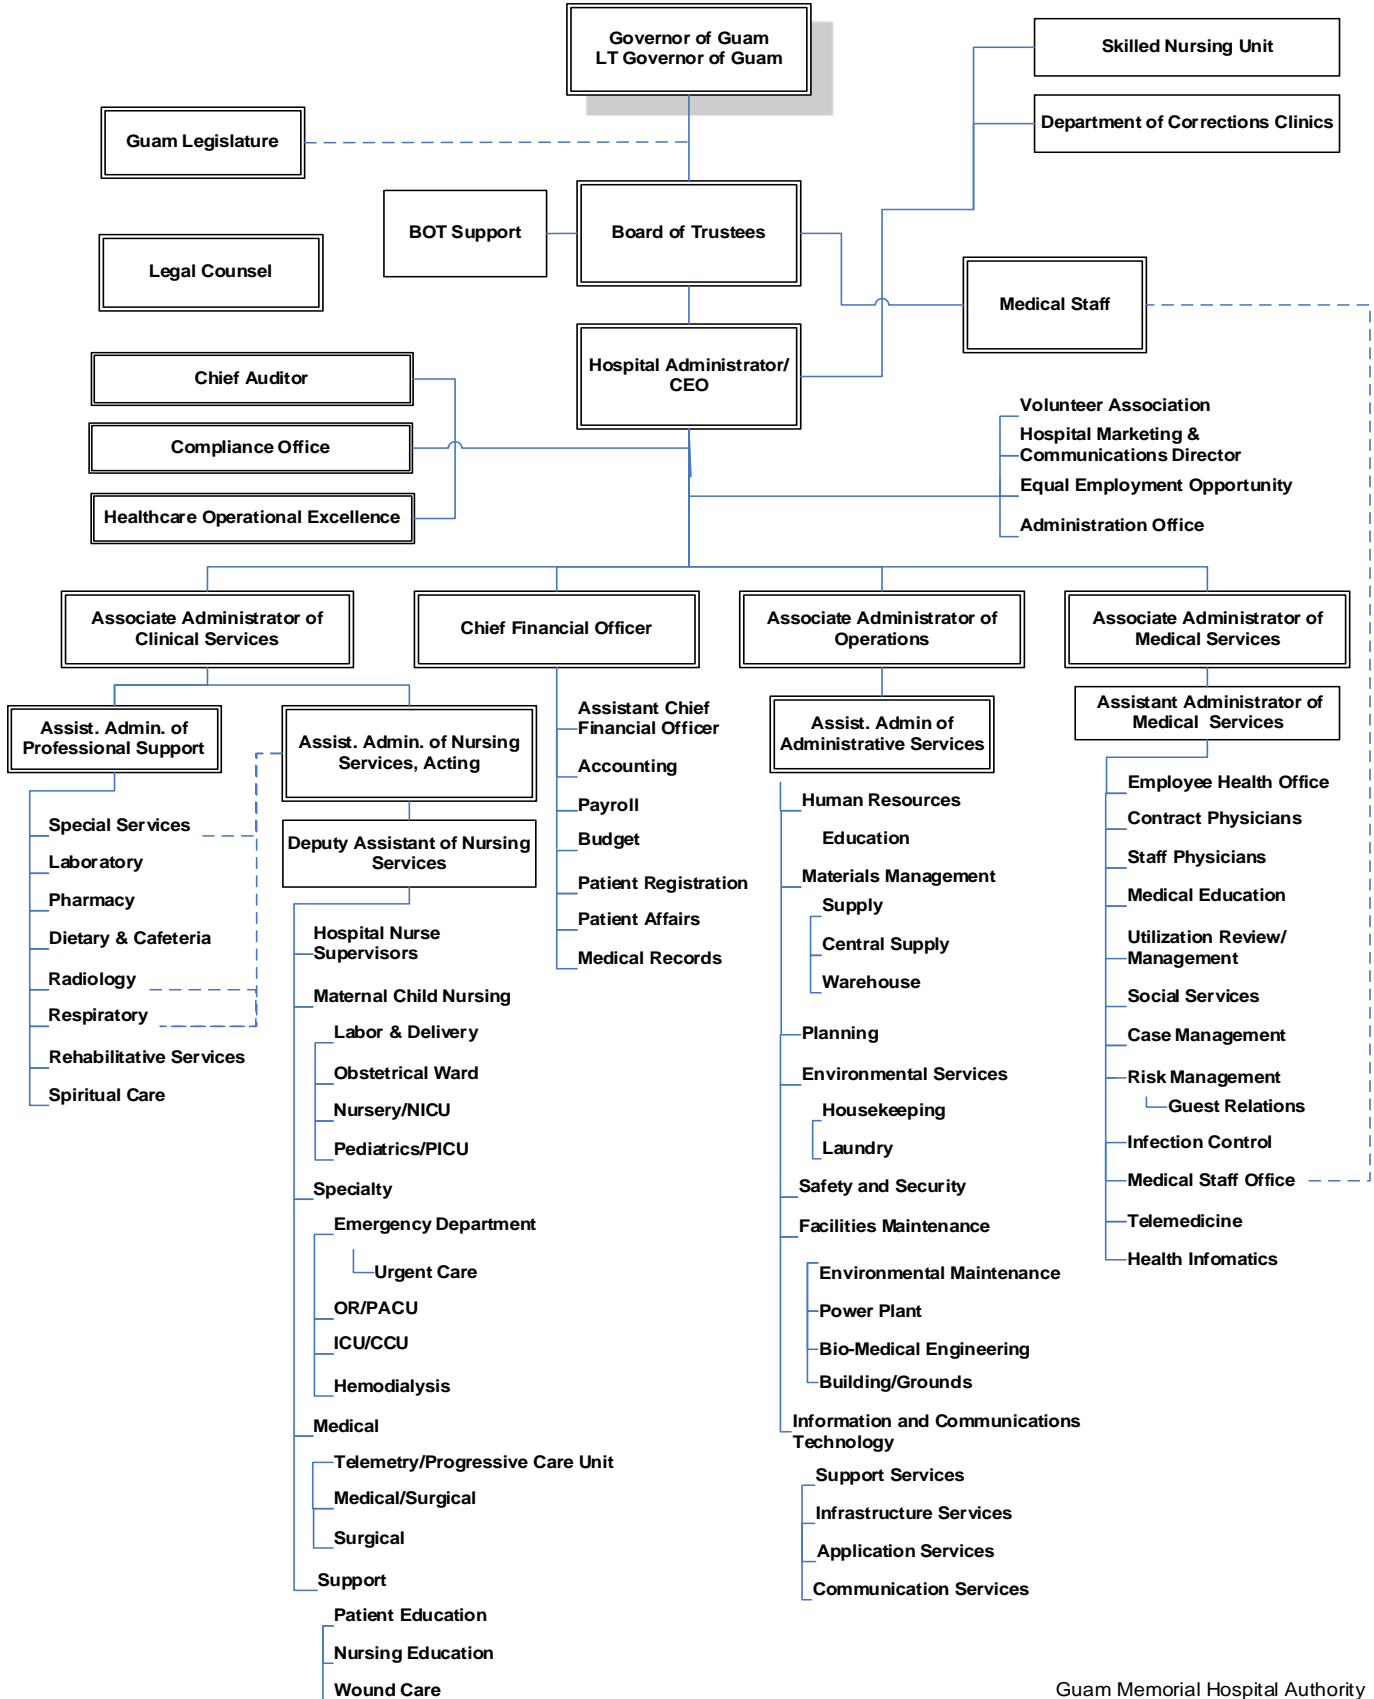 Governor of Guam
LT Governor of Guam
Skilled Nursing Unit
Department of Corrections Clinics
Guam Legislature
BOT Support
Board of Trustees
Legal Counsel
Medical Staff
Hospital Administrator/
CEO
Chief Auditor
Compliance Office
Healthcare Operational Excellence
Volunteer Association
Hospital Marketing &
Communications Director
Equal Employment Opportunity
Administration Office
Associate Administrator of
Clinical Services
Chief Financial Officer
Associate Administrator of
Operations
Associate Administrator of
Medical Services
Assist. Admin. of
Professional Support
Special Services
Laboratory
Pharmacy
Dietary & Cafeteria
Radiology
Respiratory
Rehabilitative Services
Spiritual Care
Assist. Admin. of Nursing
Services, Acting
Deputy Assistant of Nursing
Services
Hospital Nurse
Supervisors
Maternal Child Nursing
Labor & Delivery
Obstetrical Ward
Nursery/NICU
Pediatrics/PICU
Specialty
Emergency Department
Urgent Care
OR/PACU
ICU/CCU
Hemodialysis
Medical
Telemetry/Progressive Care Unit
Medical/Surgical
Surgical
Support
Patient Education
Nursing Education
Wound Care
Assistant Chief
Financial Officer
Accounting
Payroll
Budget
Patient Registration
Patient Affairs
Medical Records
Assist. Admin of
Administrative Services
Human Resources
Education
Materials Management
Supply
Central Supply
Warehouse
Planning
Environmental Services
Housekeeping
Laundry
Safety and Security
Facilities Maintenance
Environmental Maintenance
Power Plant
Bio-Medical Engineering
Building/Grounds
Information and Communications
Technology
Support Services
Infrastructure Services
Application Services
Communication Services
Assistant Administrator of
Medical Services
Employee Health Office
Contract Physicians
Staff Physicians
Medical Education
Utilization Review/
Management
Social Services
Case Management
Risk Management
Guest Relations
Infection Control
Medical Staff Office
Telemedicine
Health Infomatics
Guam Memorial Hospital Authority